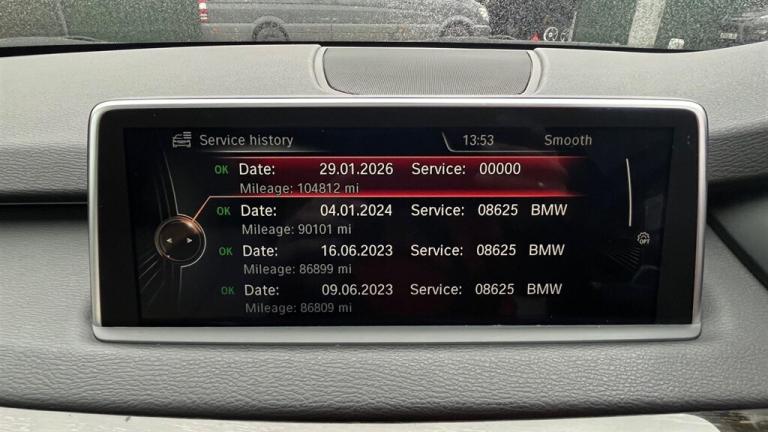 Service history 13:53 Smooth
OK Date: 29.01.2026 Service: 00000
Mileage: 104812 mi
OK Date: 04.01.2024 Service: 08625 BMW
Mileage: 90101 mi
OK Date: 16.06.2023 Service: 08625 BMW
Mileage: 86899 mi
OPT
OK Date: 09.06.2023 Service: 08625 BMW
Mileage: 86809 mi